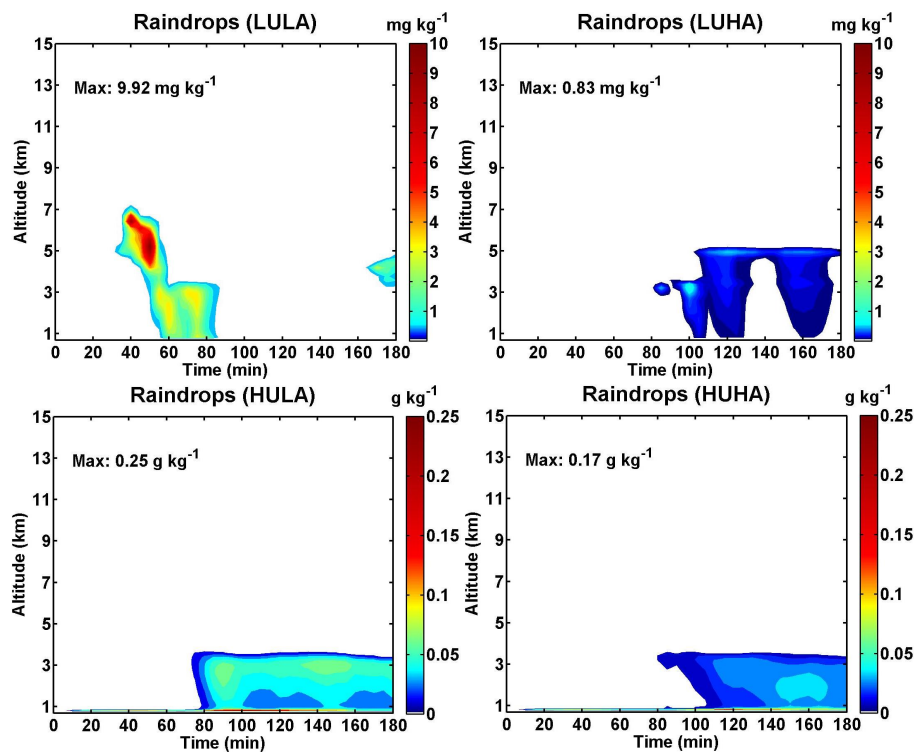 Raindrops (LULA)
mg kg⁻¹
Max: 9.92 mg kg⁻¹
Altitude (km)
15
13
11
9
7
5
3
1
0 20 40 60 80 100 120 140 160 180
Time (min)
10
9
8
7
6
5
4
3
2
1
Raindrops (LUHA)
mg kg⁻¹
Max: 0.83 mg kg⁻¹
Altitude (km)
15
13
11
9
7
5
3
1
0 20 40 60 80 100 120 140 160 180
Time (min)
10
9
8
7
6
5
4
3
2
1
Raindrops (HULA)
g kg⁻¹
Max: 0.25 g kg⁻¹
Altitude (km)
15
13
11
9
7
5
3
1
0 20 40 60 80 100 120 140 160 180
Time (min)
0.25
0.2
0.15
0.1
0.05
0
Raindrops (HUHA)
g kg⁻¹
Max: 0.17 g kg⁻¹
Altitude (km)
15
13
11
9
7
5
3
1
0 20 40 60 80 100 120 140 160 180
Time (min)
0.25
0.2
0.15
0.1
0.05
0